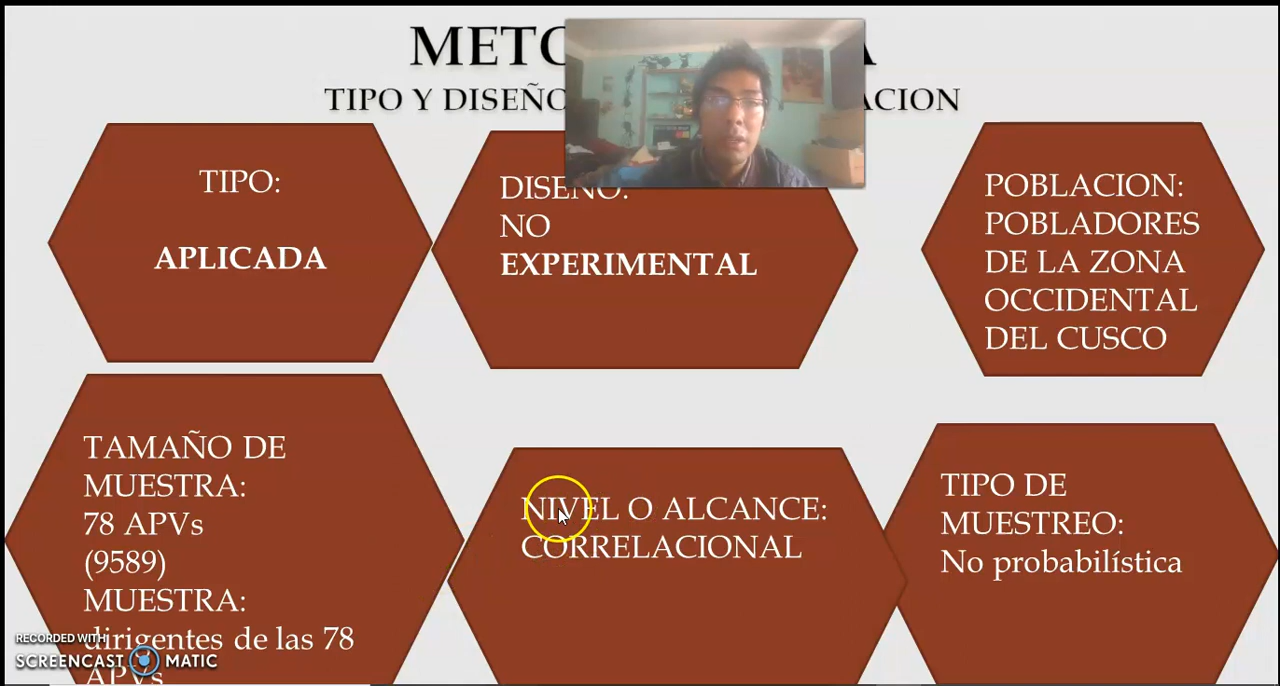 METO A
TIPO Y DISEÑO ACION
TIPO:
APLICADA
DISEÑO:
NO
EXPERIMENTAL
POBLACION:
POBLADORES
DE LA ZONA
OCCIDENTAL
DEL CUSCO
TAMAÑO DE
MUESTRA:
78 APVs
(9589)
MUESTRA:
dirigentes de las 78
APVs
NIVEL O ALCANCE:
CORRELACIONAL
TIPO DE
MUESTREO:
No probabilística
RECORDED WITH
SCREENCAST MATIC